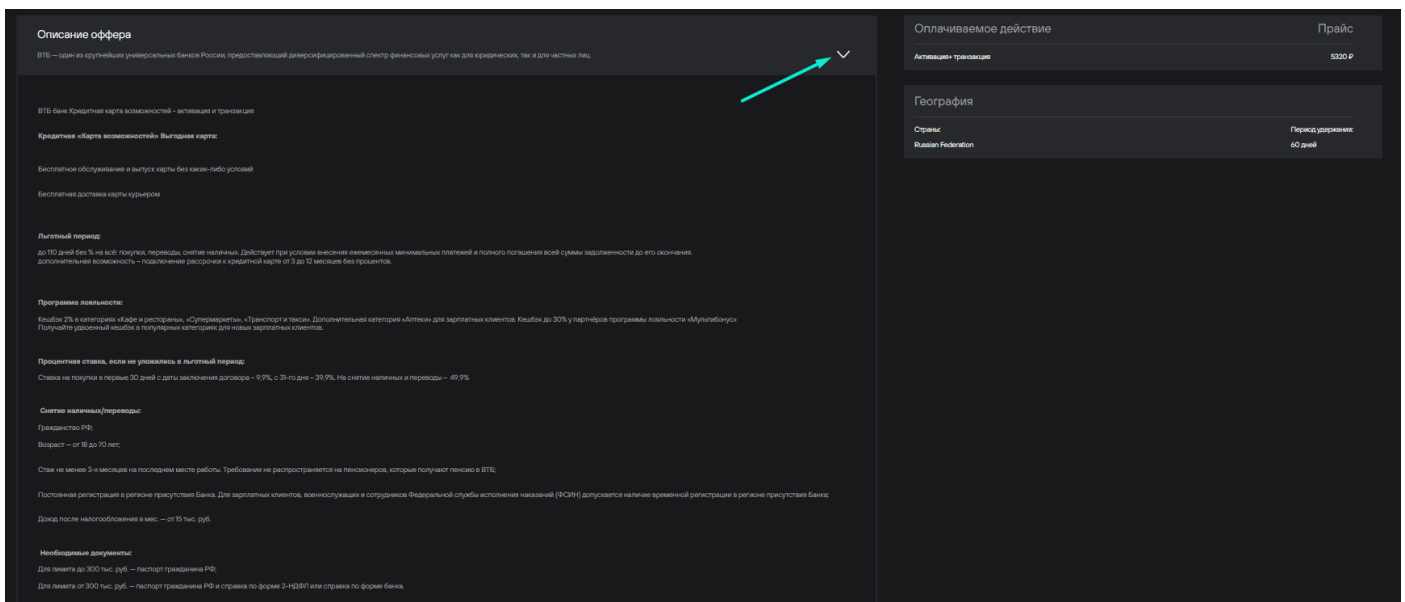 Описание оффера
ВТБ — один из крупнейших универсальных банков России, предоставляющий диверсифицированный спектр финансовых услуг как для юридических, так и для частных лиц.
ВТБ банк Кредитная карта возможностей - активация и транзакция
Кредитная «Карта возможностей» Выгодная карта:
Бесплатное обслуживание и выпуск карты без каких-либо условий
Бесплатная доставка карты курьером
Льготный период:
до 110 дней без % на всё: покупки, переводы, снятие наличных. Действует при условии внесения ежемесячных минимальных платежей и полного погашения всей суммы задолженности до его окончания.
дополнительная возможность – подключение рассрочки к кредитной карте от 3 до 12 месяцев без процентов.
Программа лояльности:
Кешбэк 2% в категориях «Кафе и рестораны», «Супермаркеты», «Транспорт и такси». Дополнительная категория «Аптеки» для зарплатных клиентов. Кешбэк до 30% у партнёров программы лояльности «Мультибонус»
Получайте удвоенный кешбэк в популярных категориях для новых зарплатных клиентов.
Процентная ставка, если не уложились в льготный период:
Ставка на покупки в первые 30 дней с даты заключения договора – 9,9%, с 31-го дня – 39,9%. На снятие наличных и переводы – 49,9%
Снятие наличных/переводы:
Гражданство РФ;
Возраст — от 18 до 70 лет;
Стаж не менее 3-х месяцев на последнем месте работы. Требование не распространяется на пенсионеров, которые получают пенсию в ВТБ;
Постоянная регистрация в регионе присутствия Банка. Для зарплатных клиентов, военнослужащих и сотрудников Федеральной службы исполнения наказаний (ФСИН) допускается наличие временной регистрации в регионе присутствия Банка;
Доход после налогообложения в мес. — от 15 тыс. руб.
Необходимые документы:
Для лимита до 300 тыс. руб. — паспорт гражданина РФ;
Для лимита от 300 тыс. руб. — паспорт гражданина РФ и справка по форме 2-НДФЛ или справка по форме банка.
Оплачиваемое действие Прайс
Активация+ транзакция 5320 ₽
География
Страны: Период удержания:
Russian Federation 60 дней